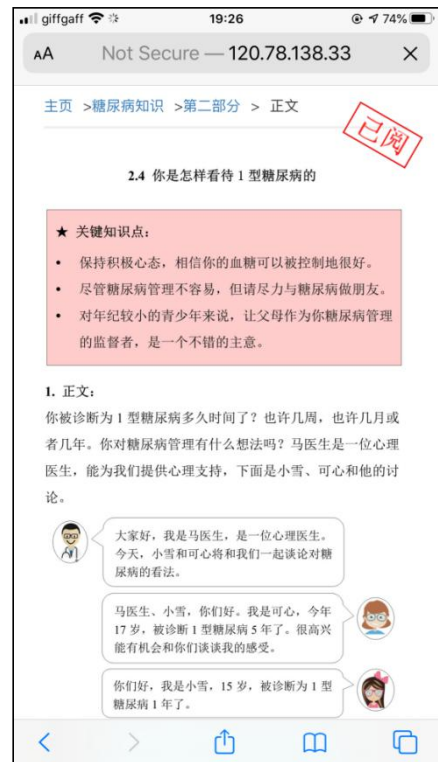 giffgaff 19:26 74%
AA Not Secure — 120.78.138.33 ×
主页 >糖尿病知识 >第二部分 > 正文
已阅
2.4 你是怎样看待 1 型糖尿病的
★ 关键知识点：
• 保持积极心态，相信你的血糖可以被控制地很好。
• 尽管糖尿病管理不容易，但请尽力与糖尿病做朋友。
• 对年纪较小的青少年来说，让父母作为你糖尿病管理
的监督者，是一个不错的主意。
1. 正文：
你被诊断为 1 型糖尿病多久时间了？也许几周，也许几月或
者几年。你对糖尿病管理有什么想法吗？马医生是一位心理
医生，能为我们提供心理支持，下面是小雪、可心和他的讨
论。
大家好，我是马医生，是一位心理医生。
今天，小雪和可心将和我们一起谈论对糖
尿病的看法。
马医生、小雪，你们好。我是可心，今年
17 岁，被诊断 1 型糖尿病 5 年了。很高兴
能有机会和你们谈谈我的感受。
你们好，我是小雪，15 岁，被诊断为 1 型
糖尿病 1 年了。